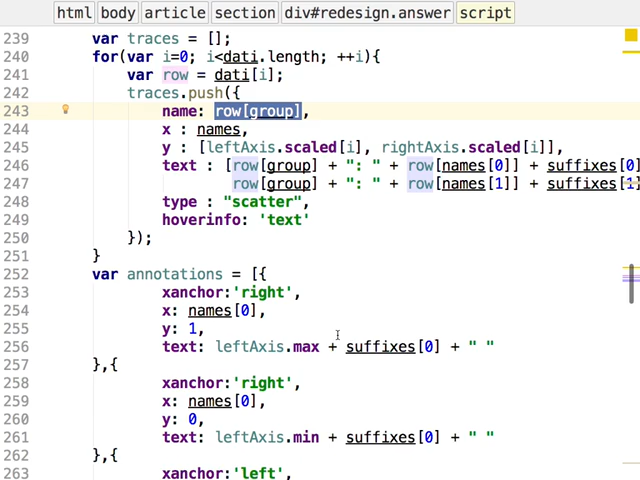 html body article section div#redesign.answer script
239 var traces = [];
240 for(var i=0; i<dati.length; ++i){
241 var row = dati[i];
242 traces.push({
243 name: row[group],
244 x : names,
245 y : [leftAxis.scaled[i], rightAxis.scaled[i]],
246 text : [row[group] + ": " + row[names[0]] + suffixes[0]
247 row[group] + ": " + row[names[1]] + suffixes[1]
248 type : "scatter",
249 hoverinfo: 'text'
250 });
251 }
252 var annotations = [{
253 xanchor:'right',
254 x: names[0],
255 y: 1,
256 text: leftAxis.max + suffixes[0] + " "
257 },{
258 xanchor:'right',
259 x: names[0],
260 y: 0,
261 text: leftAxis.min + suffixes[0] + " "
262 },{
263 xanchor:'left',